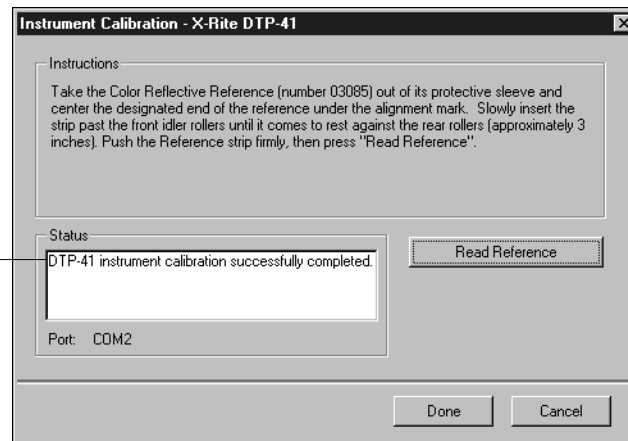 Instrument Calibration - X-Rite DTP-41
Instructions
Take the Color Reflective Reference (number 03085) out of its protective sleeve and
center the designated end of the reference under the alignment mark. Slowly insert the
strip past the front idler rollers until it comes to rest against the rear rollers (approximately 3
inches). Push the Reference strip firmly, then press "Read Reference".
Status
DTP-41 instrument calibration successfully completed.
Read Reference
Port: COM2
Done
Cancel